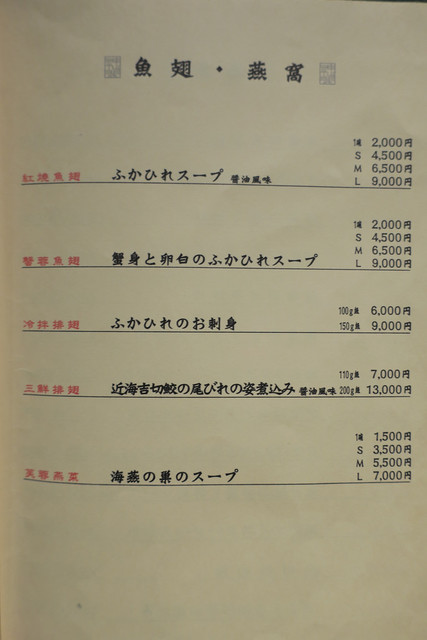 魚翅・燕窩
1碗 2,000円
S 4,500円
M 6,500円
紅燒魚翅 ふかひれスープ 醬油風味 L 9,000円
1碗 2,000円
S 4,500円
M 6,500円
蟹蓉魚翅 蟹身と卵白のふかひれスープ L 9,000円
100g 6,000円
冷拌排翅 ふかひれのお刺身 150g 9,000円
110g 7,000円
三鮮排翅 近海吉切鮫の尾びれの姿煮込み 醬油風味 200g 13,000円
1碗 1,500円
S 3,500円
M 5,500円
芙蓉燕菜 海燕の巣のスープ L 7,000円